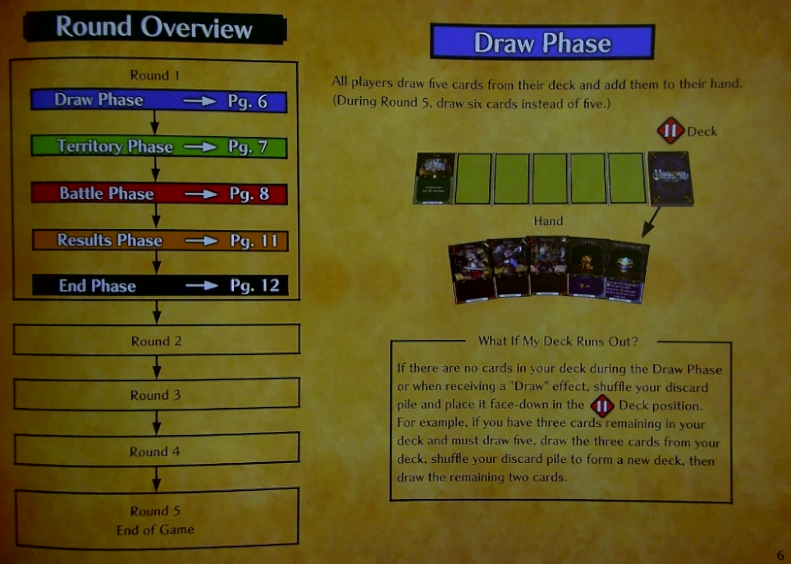 Round Overview
Round 1
Draw Phase → Pg. 6
Territory Phase → Pg. 7
Battle Phase → Pg. 8
Results Phase → Pg. 11
End Phase → Pg. 12
Round 2
Round 3
Round 4
Round 5
End of Game
Draw Phase
All players draw five cards from their deck and add them to their hand.
(During Round 5, draw six cards instead of five.)
Deck
Hand
What If My Deck Runs Out?
If there are no cards in your deck during the Draw Phase
or when receiving a "Draw" effect, shuffle your discard
pile and place it face-down in the Deck position.
For example, if you have three cards remaining in your
deck and must draw five, draw the three cards from your
deck, shuffle your discard pile to form a new deck, then
draw the remaining two cards.
6